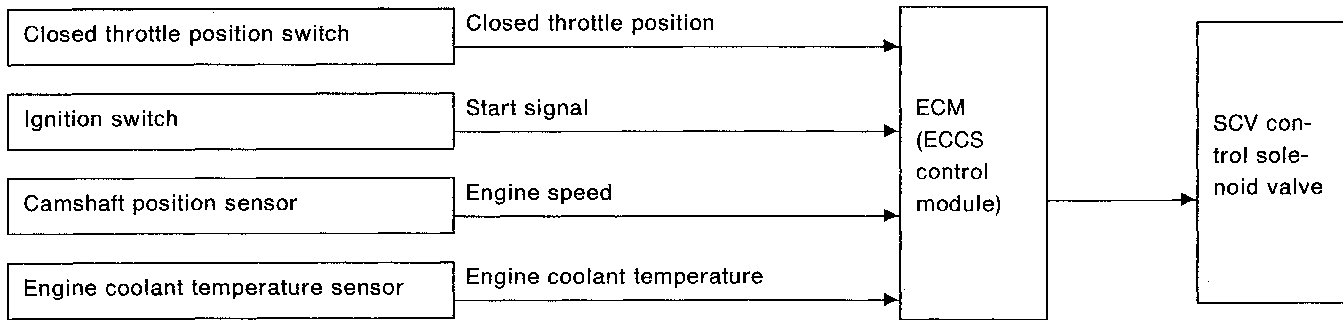 Closed throttle position switch
Closed throttle position
Ignition switch
Start signal
Camshaft position sensor
Engine speed
Engine coolant temperature sensor
Engine coolant temperature
ECM
(ECCS
control
module)
SCV con-
trol sole-
noid valve